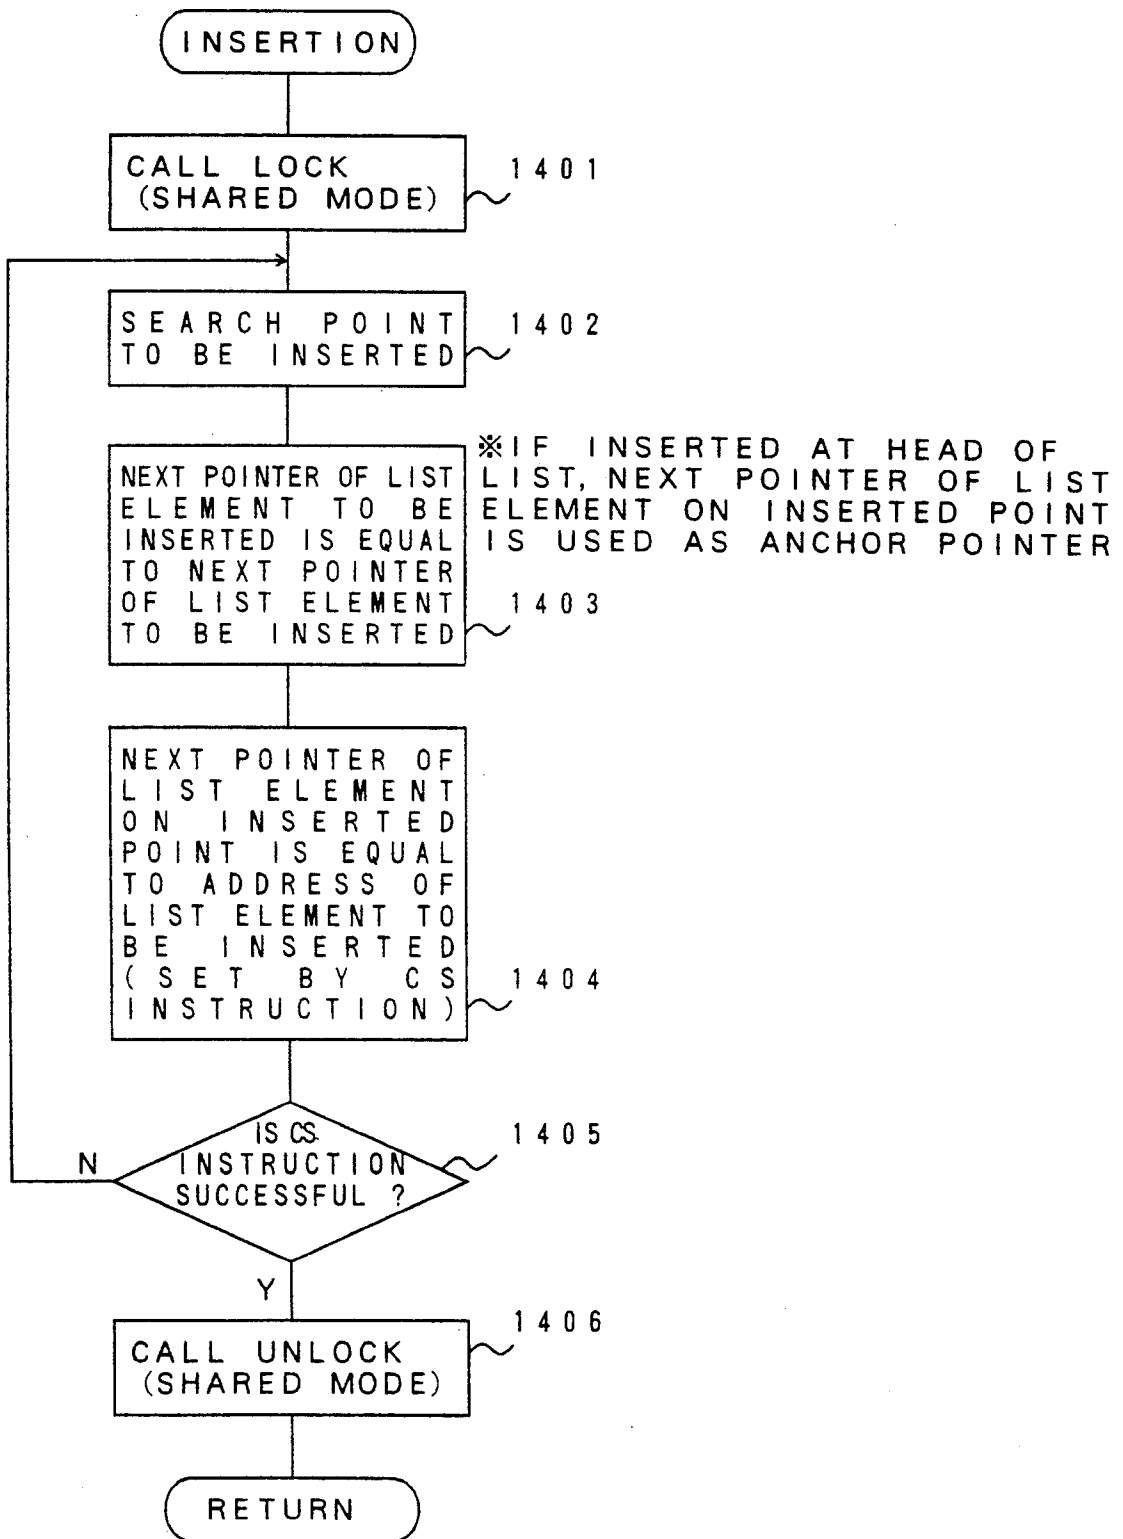 INSERTION
CALL LOCK
(SHARED MODE)
1401
SEARCH POINT
TO BE INSERTED
1402
NEXT POINTER OF LIST
ELEMENT TO BE
INSERTED IS EQUAL
TO NEXT POINTER
OF LIST ELEMENT
TO BE INSERTED
※IF INSERTED AT HEAD OF
LIST, NEXT POINTER OF LIST
ELEMENT ON INSERTED POINT
IS USED AS ANCHOR POINTER
1403
NEXT POINTER OF
LIST ELEMENT
ON INSERTED
POINT IS EQUAL
TO ADDRESS OF
LIST ELEMENT TO
BE INSERTED
(SET BY CS
INSTRUCTION)
1404
IS CS
INSTRUCTION
SUCCESSFUL ?
1405
N
Y
CALL UNLOCK
(SHARED MODE)
1406
RETURN